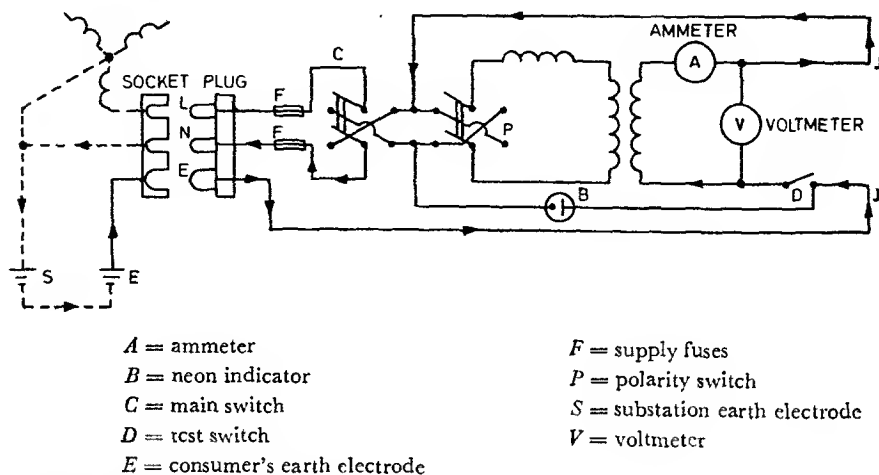 AMMETER
C
SOCKET PLUG
F
A
J
L
P
V
VOLTMETER
N
F
E
B
D
J
S
E
A = ammeter
B = neon indicator
C = main switch
D = test switch
E = consumer's earth electrode
F = supply fuses
P = polarity switch
S = substation earth electrode
V = voltmeter